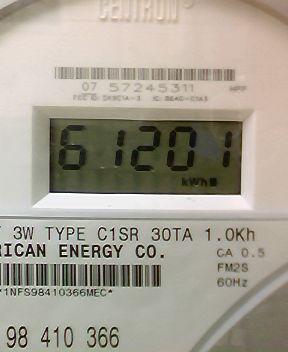 CENTRON®
07 57245311
61201
kWh
3W TYPE C1SR 30TA 1.0Kh
RICAN ENERGY CO.
CA 0.5
FM2S
60Hz
*1NFS98410366MEC*
98 410 366